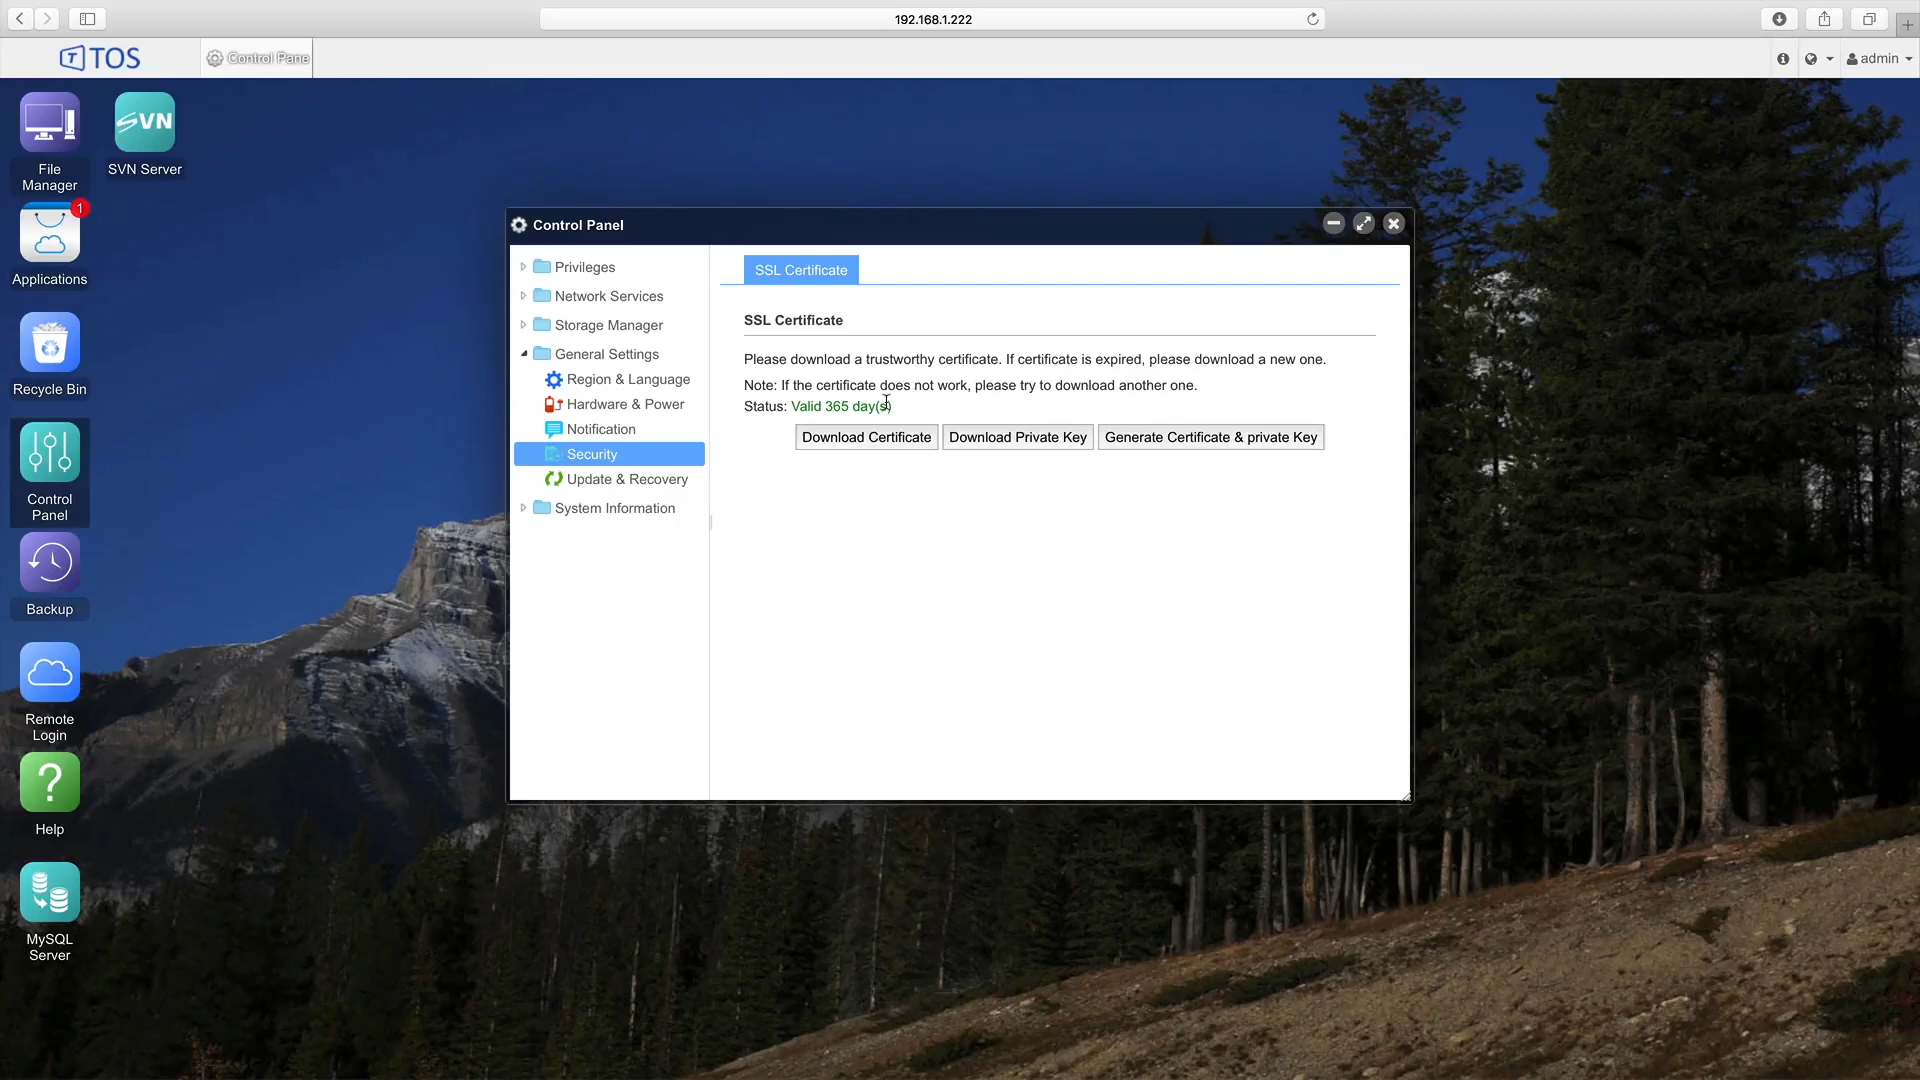 192.168.1.222
TOS
Control Pane
admin
File
Manager
SVN
SVN Server
1
Applications
Recycle Bin
Control
Panel
Backup
Remote
Login
?
Help
MySQL
Server
Control Panel
Privileges
Network Services
Storage Manager
General Settings
Region & Language
Hardware & Power
Notification
Security
Update & Recovery
System Information
SSL Certificate
SSL Certificate
Please download a trustworthy certificate. If certificate is expired, please download a new one.
Note: If the certificate does not work, please try to download another one.
Status: Valid 365 day(s)
Download Certificate
Download Private Key
Generate Certificate & private Key